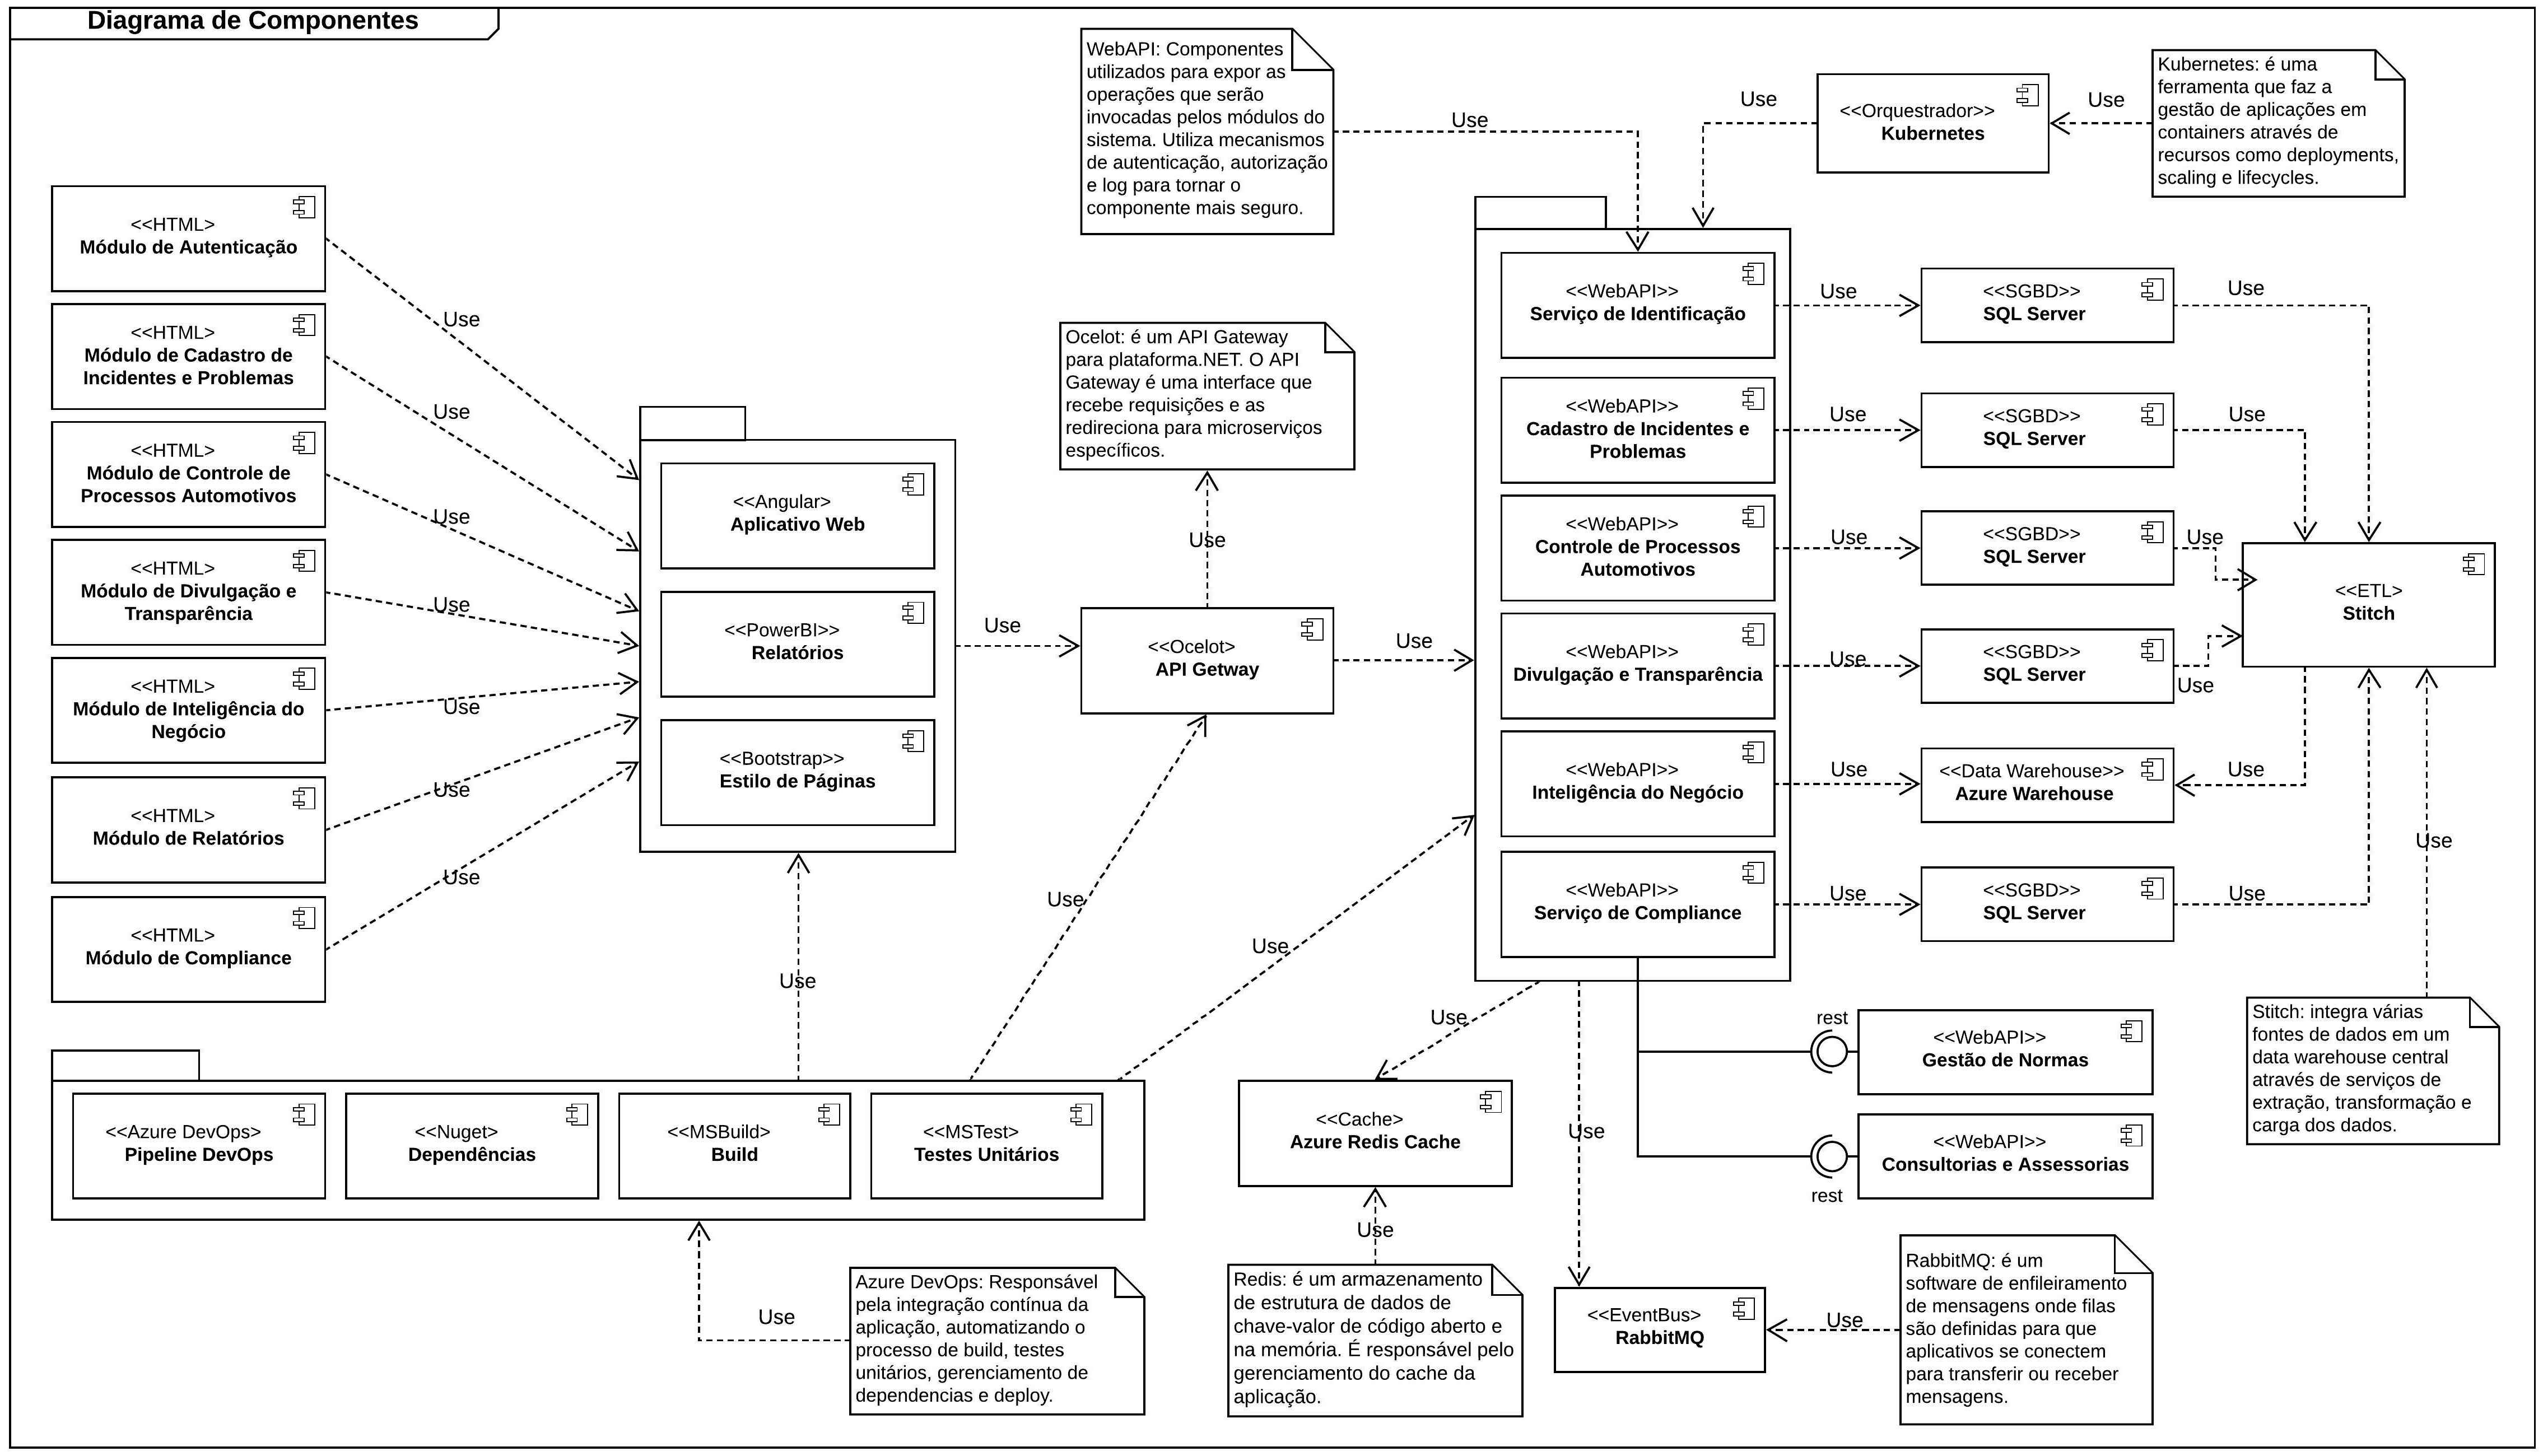 Diagrama de Componentes
WebAPI: Componentes
utilizados para expor as
operações que serão
invocadas pelos módulos do
sistema. Utiliza mecanismos
de autenticação, autorização
e log para tornar o
componente mais seguro.
Use
Use
<<Orquestrador>>
Kubernetes
Use
Kubernetes: é uma
ferramenta que faz a
gestão de aplicações em
containers através de
recursos como deployments,
scaling e lifecycles.
<<HTML>
Módulo de Autenticação
<<HTML>
Módulo de Cadastro de
Incidentes e Problemas
<<HTML>
Módulo de Controle de
Processos Automotivos
<<HTML>
Módulo de Divulgação e
Transparência
<<HTML>
Módulo de Inteligência do
Negócio
<<HTML>
Módulo de Relatórios
<<HTML>
Módulo de Compliance
Use
Use
Use
Use
Use
Use
Use
<<Angular>
Aplicativo Web
<<PowerBI>>
Relatórios
<<Bootstrap>>
Estilo de Páginas
Use
Use
Ocelot: é um API Gateway
para plataforma.NET. O API
Gateway é uma interface que
recebe requisições e as
redireciona para microserviços
específicos.
Use
<<Ocelot>
API Getway
Use
Use
Use
<<WebAPI>>
Serviço de Identificação
<<WebAPI>>
Cadastro de Incidentes e
Problemas
<<WebAPI>>
Controle de Processos
Automotivos
<<WebAPI>>
Divulgação e Transparência
<<WebAPI>>
Inteligência do Negócio
<<WebAPI>>
Serviço de Compliance
Use
Use
Use
Use
Use
Use
<<SGBD>>
SQL Server
<<SGBD>>
SQL Server
<<SGBD>>
SQL Server
<<SGBD>>
SQL Server
<<Data Warehouse>>
Azure Warehouse
<<SGBD>>
SQL Server
Use
Use
Use
Use
Use
Use
<<ETL>
Stitch
Use
Stitch: integra várias
fontes de dados em um
data warehouse central
através de serviços de
extração, transformação e
carga dos dados.
<<Azure DevOps>
Pipeline DevOps
<<Nuget>
Dependências
<<MSBuild>
Build
<<MSTest>
Testes Unitários
Use
Azure DevOps: Responsável
pela integração contínua da
aplicação, automatizando o
processo de build, testes
unitários, gerenciamento de
dependencias e deploy.
Use
<<Cache>
Azure Redis Cache
Use
Redis: é um armazenamento
de estrutura de dados de
chave-valor de código aberto e
na memória. É responsável pelo
gerenciamento do cache da
aplicação.
Use
rest
<<WebAPI>>
Gestão de Normas
<<WebAPI>>
Consultorias e Assessorias
rest
<<EventBus>
RabbitMQ
Use
RabbitMQ: é um
software de enfileiramento
de mensagens onde filas
são definidas para que
aplicativos se conectem
para transferir ou receber
mensagens.